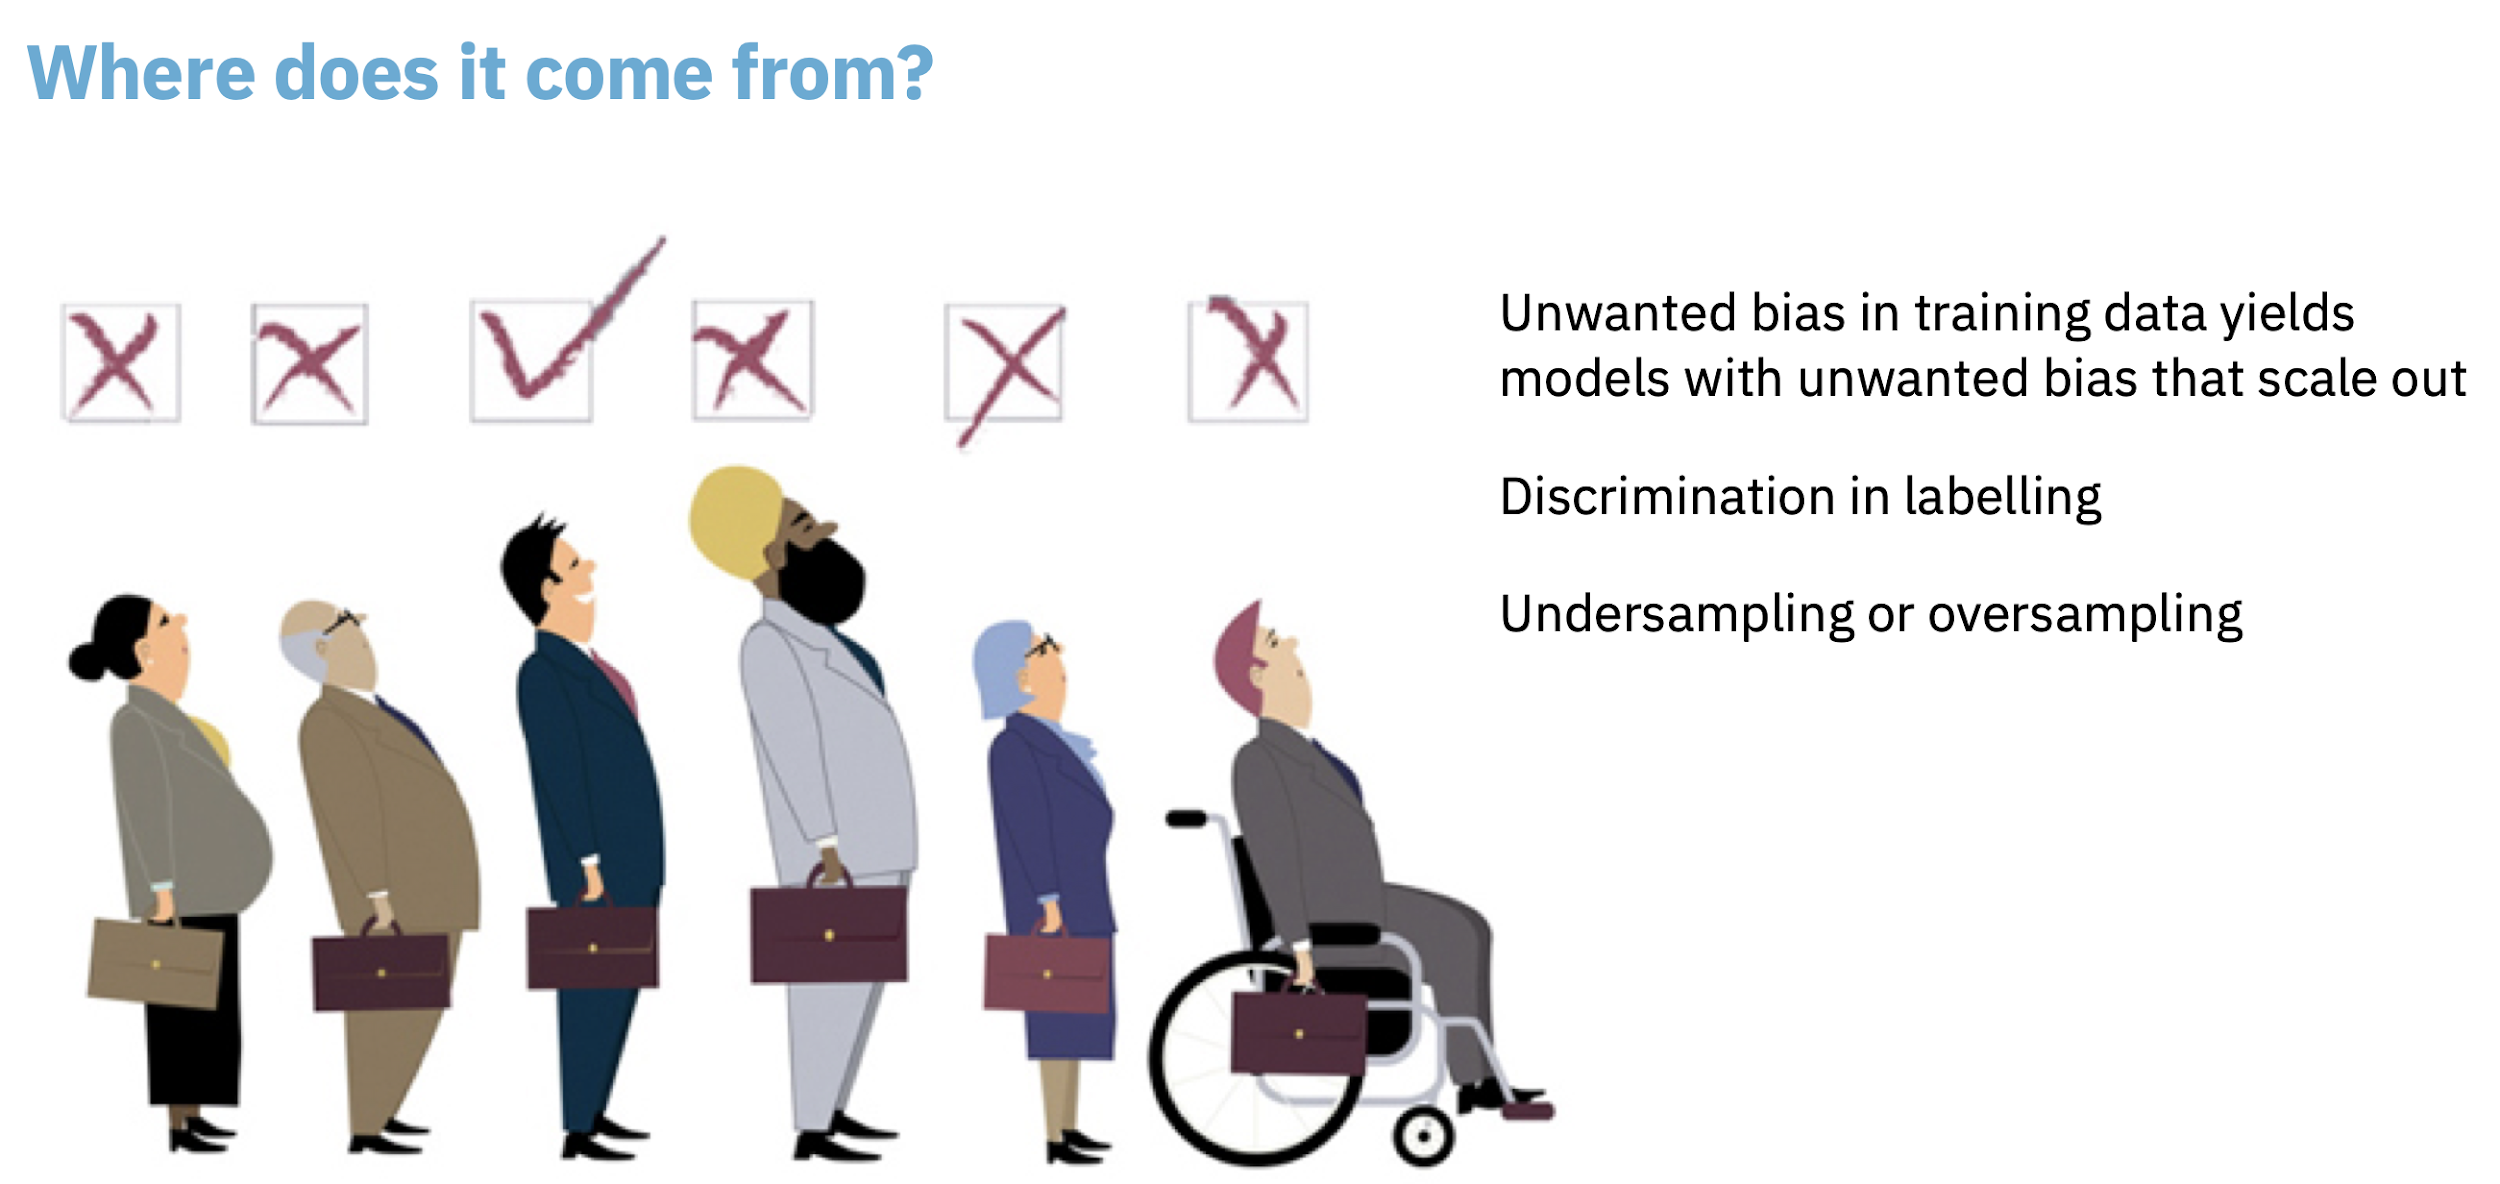 Where does it come from?
Unwanted bias in training data yields
models with unwanted bias that scale out
Discrimination in labelling
Undersampling or oversampling